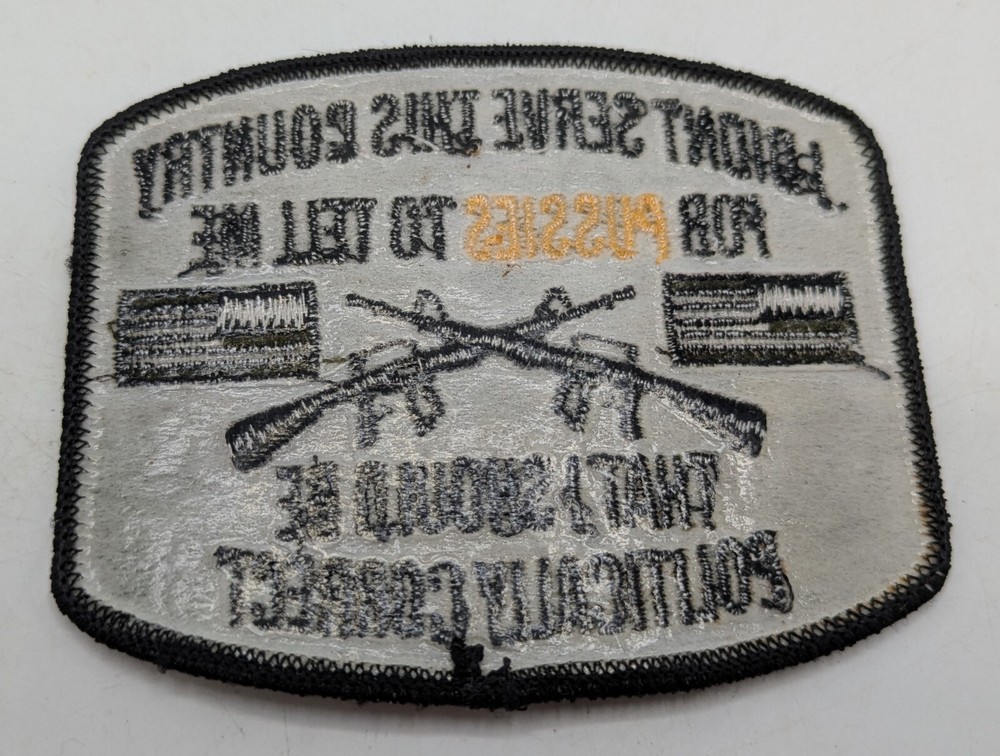 I DIDN'T SERVE THIS COUNTRY
FOR PUSSIES TO TELL ME
THAT I SHOULD BE
POLITICALLY CORRECT